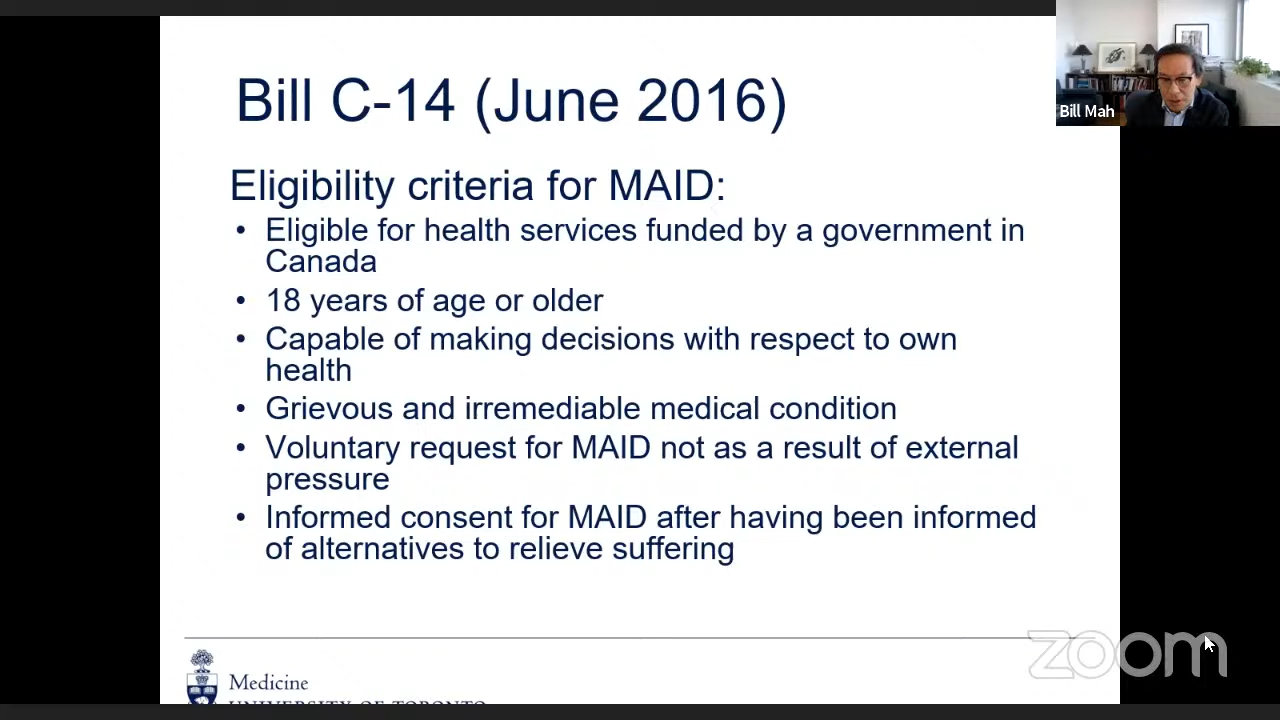 Bill C-14 (June 2016)
Bill Mah
Eligibility criteria for MAID:
• Eligible for health services funded by a government in
Canada
• 18 years of age or older
• Capable of making decisions with respect to own
health
• Grievous and irremediable medical condition
• Voluntary request for MAID not as a result of external
pressure
• Informed consent for MAID after having been informed
of alternatives to relieve suffering
zoom
Medicine
UNIVERSITY OF TORONTO